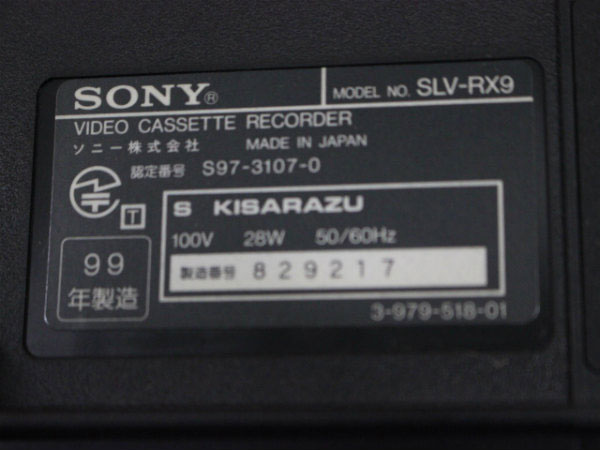 SONY® MODEL NO. SLV-RX9
VIDEO CASSETTE RECORDER
ソニー株式会社 MADE IN JAPAN
認定番号 S97-3107-0
T
S KISARAZU
100V 28W 50/60Hz
製造番号 829217
99
年製造
3-979-518-01